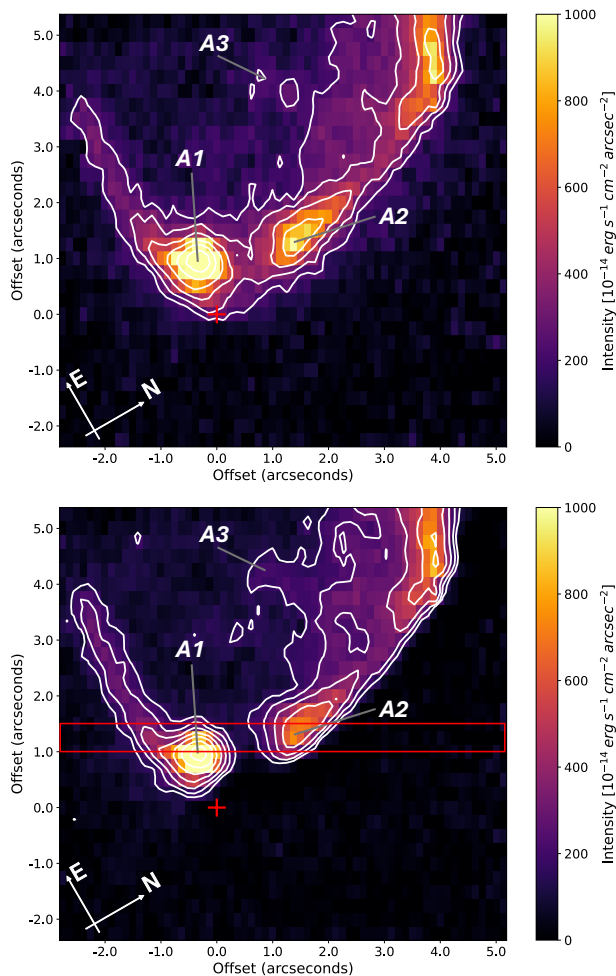 5.0
4.0
3.0
2.0
1.0
0.0
-1.0
-2.0
Offset (arcseconds)
A3
A1
A2
E
N
-2.0 -1.0 0.0 1.0 2.0 3.0 4.0 5.0
Offset (arcseconds)
1000
800
600
400
200
0
Intensity [10⁻¹⁴ erg s⁻¹ cm⁻² arcsec⁻²]
5.0
4.0
3.0
2.0
1.0
0.0
-1.0
-2.0
Offset (arcseconds)
A3
A1
A2
E
N
-2.0 -1.0 0.0 1.0 2.0 3.0 4.0 5.0
Offset (arcseconds)
1000
800
600
400
200
0
Intensity [10⁻¹⁴ erg s⁻¹ cm⁻² arcsec⁻²]